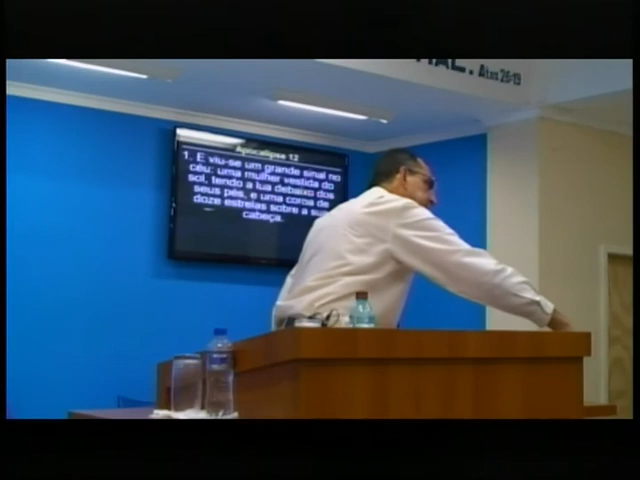 Atos 26:19
Apocalipse 12
1. E viu-se um grande sinal no
céu: uma mulher vestida do
sol, tendo a lua debaixo dos
seus pés, e uma coroa de
doze estrelas sobre a sua
cabeça.